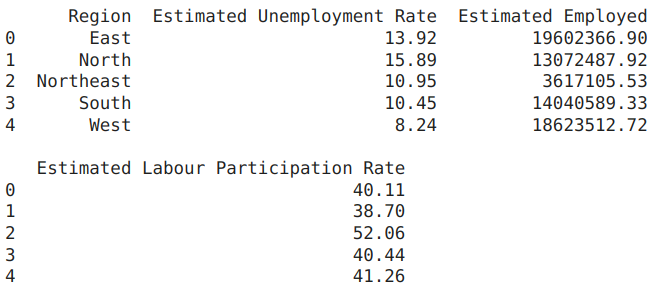 Region Estimated Unemployment Rate Estimated Employed
0 East 13.92 19602366.90
1 North 15.89 13072487.92
2 Northeast 10.95 3617105.53
3 South 10.45 14040589.33
4 West 8.24 18623512.72
Estimated Labour Participation Rate
0 40.11
1 38.70
2 52.06
3 40.44
4 41.26